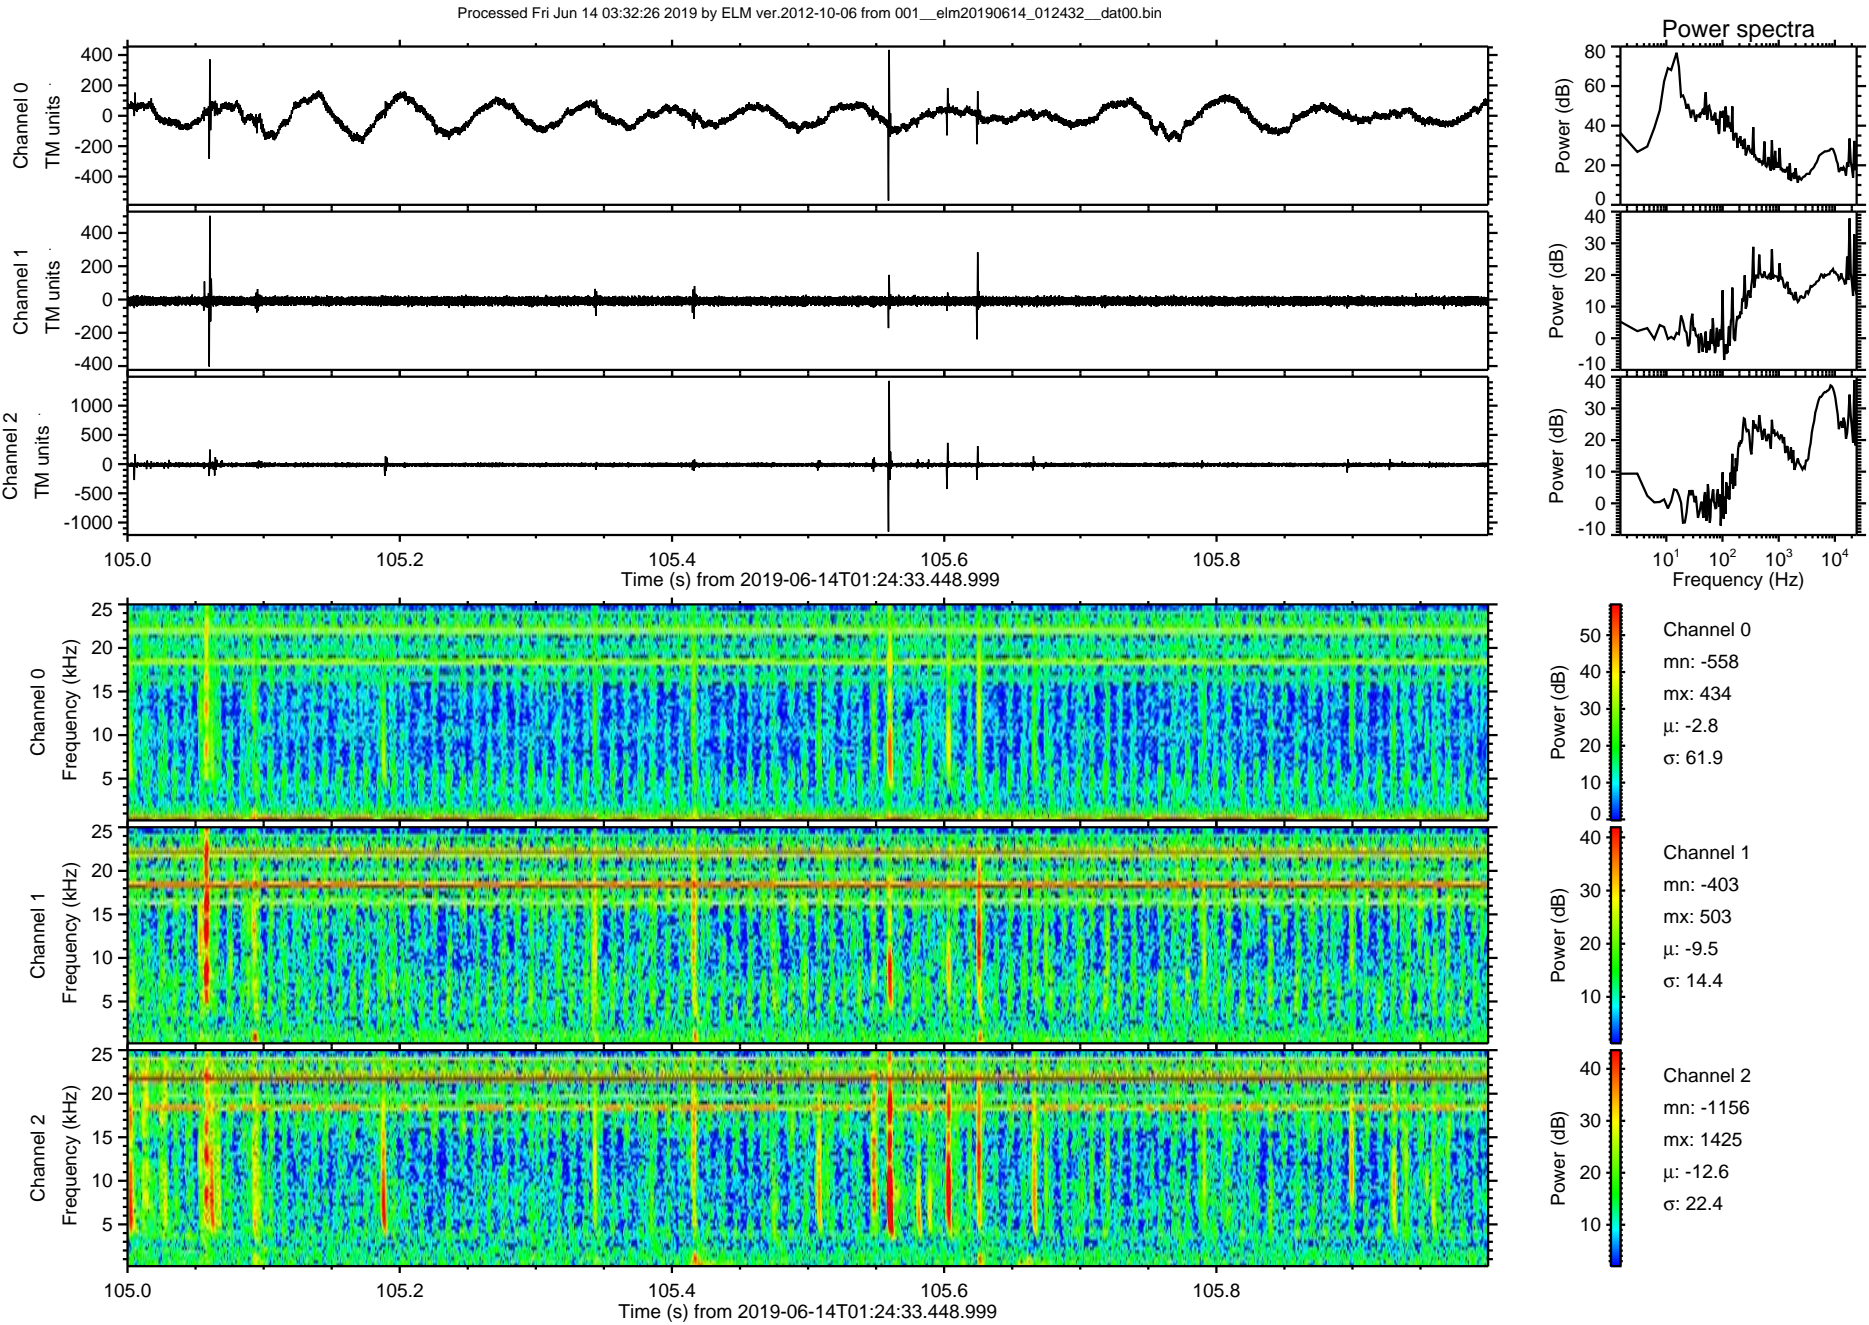 Processed Fri Jun 14 03:32:26 2019 by ELM ver.2012-10-06 from 001__elm20190614_012432__dat00.bin
Power spectra
Channel 0
TM units
400
200
0
-200
-400
Power (dB)
80
60
40
20
0
Channel 1
TM units
400
200
0
-200
-400
Power (dB)
40
30
20
10
0
-10
Channel 2
TM units
1000
500
0
-500
-1000
Power (dB)
40
30
20
10
0
-10
105.0 105.2 105.4 105.6 105.8
Time (s) from 2019-06-14T01:24:33.448.999
10^1 10^2 10^3 10^4
Frequency (Hz)
Channel 0
Frequency (kHz)
25
20
15
10
5
Power (dB)
50
40
30
20
10
0
Channel 0
mn: -558
mx: 434
μ: -2.8
σ: 61.9
Channel 1
Frequency (kHz)
25
20
15
10
5
Power (dB)
40
30
20
10
Channel 1
mn: -403
mx: 503
μ: -9.5
σ: 14.4
Channel 2
Frequency (kHz)
25
20
15
10
5
Power (dB)
40
30
20
10
Channel 2
mn: -1156
mx: 1425
μ: -12.6
σ: 22.4
105.0 105.2 105.4 105.6 105.8
Time (s) from 2019-06-14T01:24:33.448.999